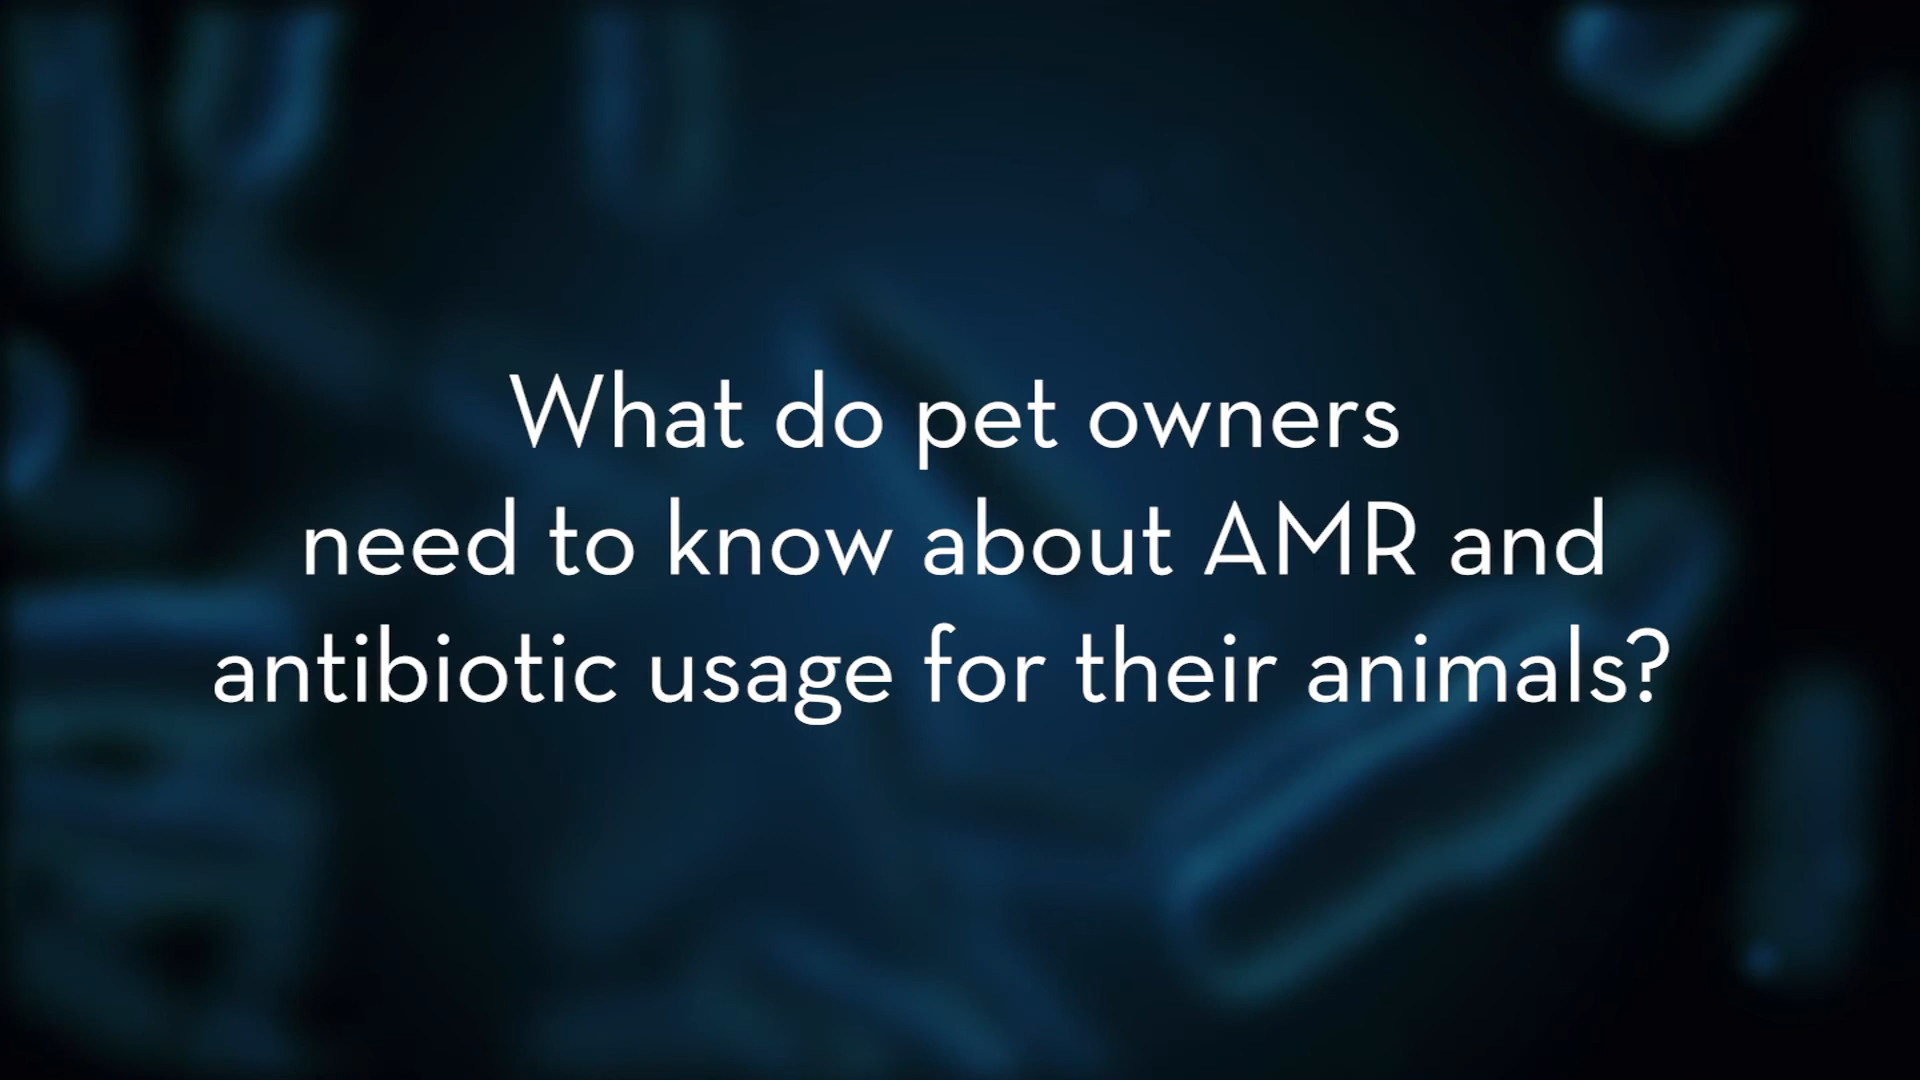 What do pet owners
need to know about AMR and
antibiotic usage for their animals?